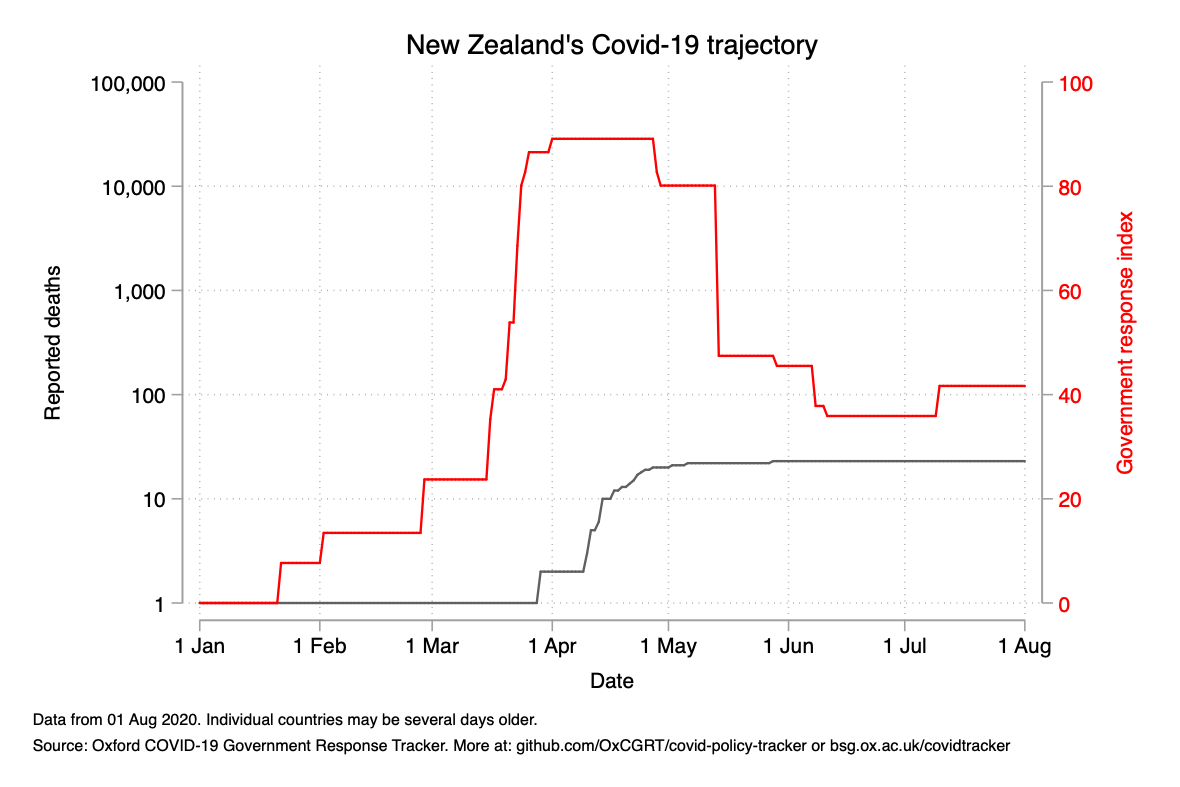 New Zealand's Covid-19 trajectory
100,000
10,000
1,000
100
10
1
Reported deaths
100
80
60
40
20
0
Government response index
1 Jan 1 Feb 1 Mar 1 Apr 1 May 1 Jun 1 Jul 1 Aug
Date
Data from 01 Aug 2020. Individual countries may be several days older.
Source: Oxford COVID-19 Government Response Tracker. More at: github.com/OxCGRT/covid-policy-tracker or bsg.ox.ac.uk/covidtracker